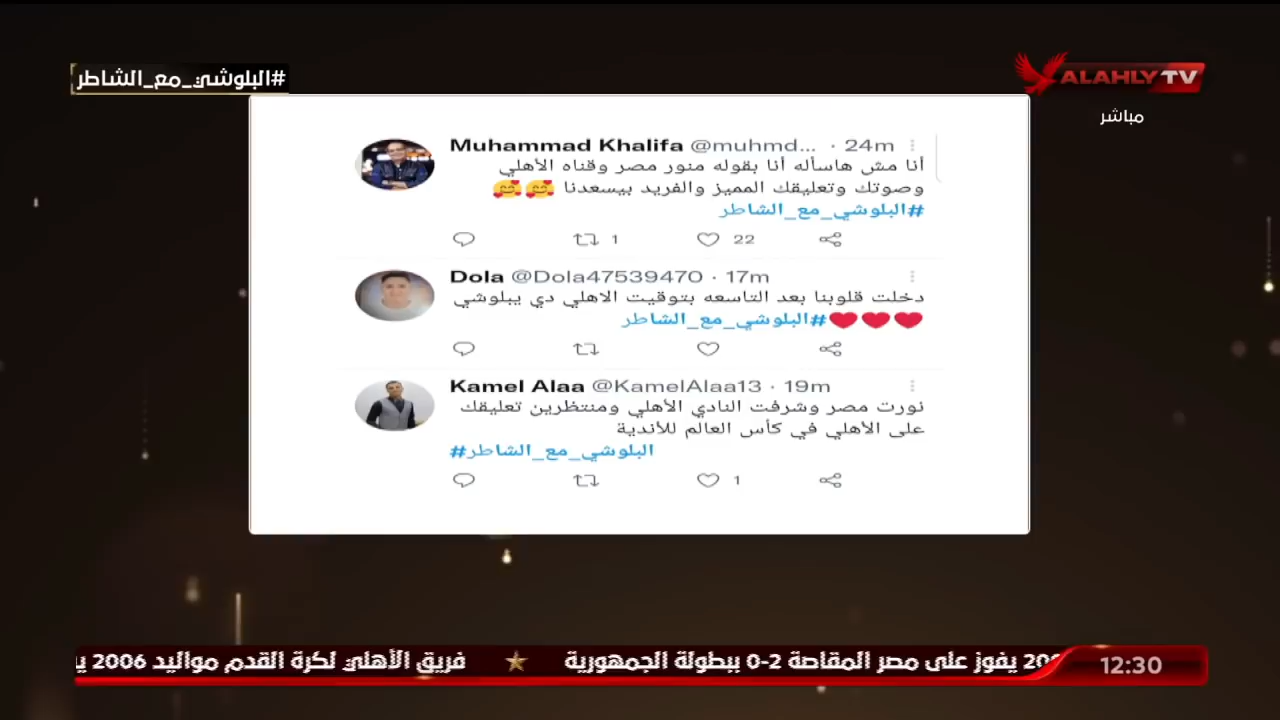 #البلوشي_مع_الشاطر
ALAHLY TV
مباشر
Muhammad Khalifa @muhmd... · 24m
أنا مش هاسأله أنا بقوله منور مصر وقناه الأهلي
وصوتك وتعليقك المميز والفريد بيسعدنا 🥰🥰
#البلوشي_مع_الشاطر
1 22
Dola @Dola47539470 · 17m
دخلت قلوبنا بعد التاسعه بتوقيت الاهلي دي يبلوشي
❤❤❤#البلوشي_مع_الشاطر
Kamel Alaa @KamelAlaa13 · 19m
نورت مصر وشرفت النادي الأهلي ومنتظرين تعليقك
على الأهلي في كأس العالم للأندية
#البلوشي_مع_الشاطر
1
يفوز على مصر المقاصة 2-0 ببطولة الجمهورية ★ فريق الأهلي لكرة القدم مواليد 2006
12:30